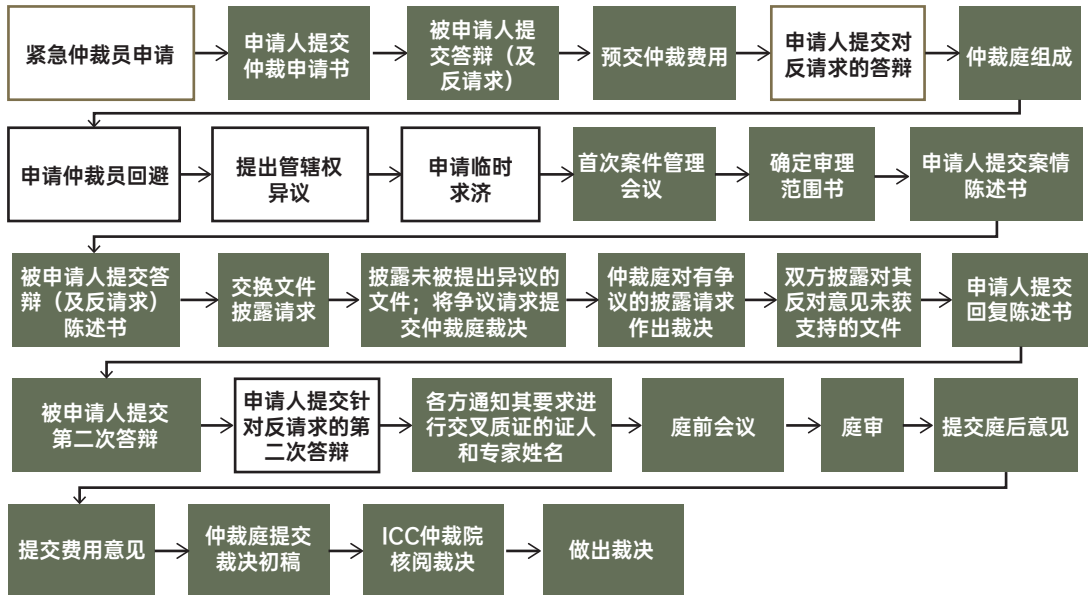 紧急仲裁员申请
申请人提交
仲裁申请书
被申请人提
交答辩（及
反请求）
预交仲裁费用
申请人提交对
反请求的答辩
仲裁庭组成
申请仲裁员回避
提出管辖权
异议
申请临时
求济
首次案件管理
会议
确定审理
范围书
申请人提交案情
陈述书
被申请人提交答
辩（及反请求）
陈述书
交换文件
披露请求
披露未被提出异议的
文件；将争议请求提
交仲裁庭裁决
仲裁庭对有争
议的披露请求
作出裁决
双方披露对其
反对意见未获
支持的文件
申请人提交
回复陈述书
被申请人提交
第二次答辩
申请人提交针
对反请求的第
二次答辩
各方通知其要求进
行交叉质证的证人
和专家姓名
庭前会议
庭审
提交庭后意见
提交费用意见
仲裁庭提交
裁决初稿
ICC仲裁院
核阅裁决
做出裁决